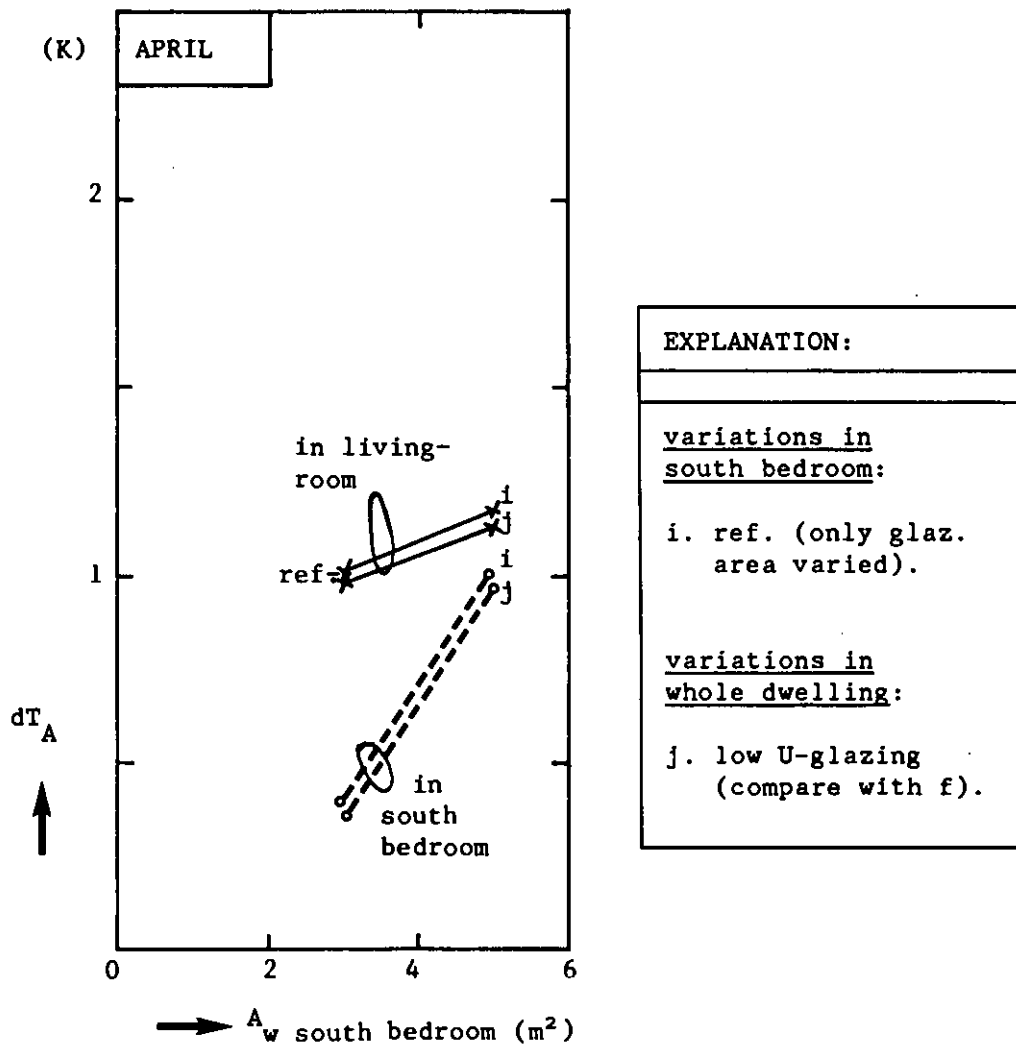 (K)
APRIL
2
in living-
room
i
j
ref
1
i
j
dT_A
in
south
bedroom
0
2
4
6
A_w south bedroom (m²)
EXPLANATION:
variations in
south bedroom:
i. ref. (only glaz.
area varied).
variations in
whole dwelling:
j. low U-glazing
(compare with f).